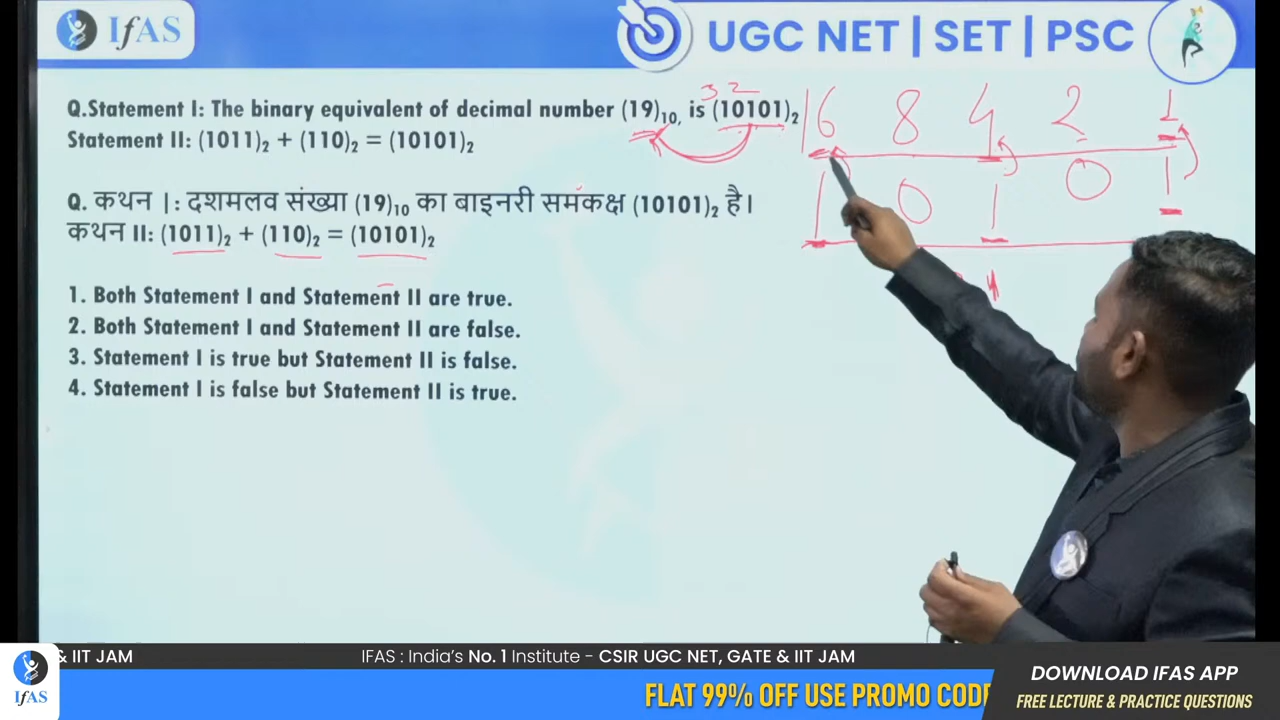 IfAS
UGC NET | SET | PSC
Q.Statement I: The binary equivalent of decimal number (19)10, is (10101)2
Statement II: (1011)2 + (110)2 = (10101)2
32
16 8 4 2 1
1 0 1 0 1
Q. कथन I: दशमलव संख्या (19)10 का बाइनरी समकक्ष (10101)2 है।
कथन II: (1011)2 + (110)2 = (10101)2
1. Both Statement I and Statement II are true.
2. Both Statement I and Statement II are false.
3. Statement I is true but Statement II is false.
4. Statement I is false but Statement II is true.
& IIT JAM
IFAS : India's No. 1 Institute - CSIR UGC NET, GATE & IIT JAM
IfAS
FLAT 99% OFF USE PROMO CODE
DOWNLOAD IFAS APP
FREE LECTURE & PRACTICE QUESTIONS